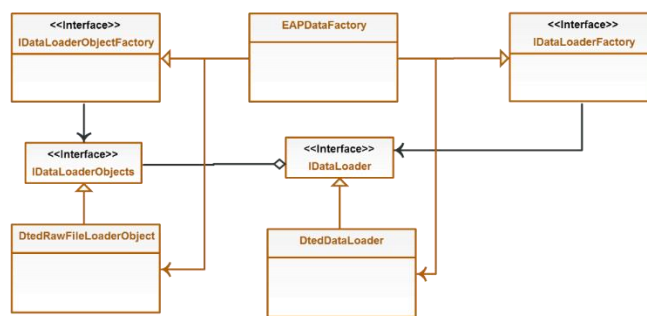 <<Interface>>
IDataLoaderObjectFactory
EAPDataFactory
<<Interface>>
IDataLoaderFactory
<<Interface>>
IDataLoaderObjects
<<Interface>>
IDataLoader
DtedRawFileLoaderObject
DtedDataLoader